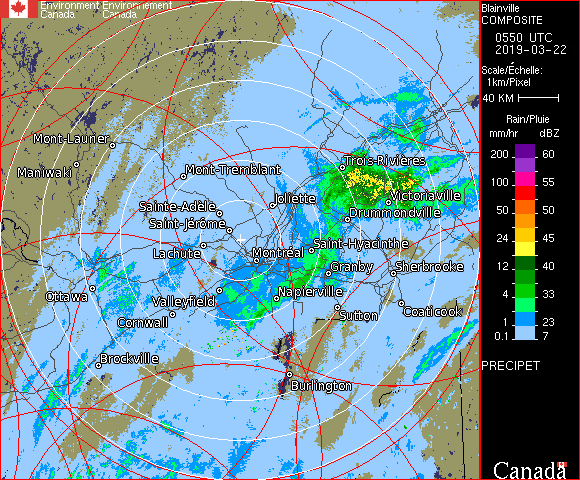 Environment Environnement
Canada Canada
Blainville
COMPOSITE
0550 UTC
2019-03-22
Scale/Échelle:
1km/Pixel
40 KM
Rain/Pluie
mm/hr dBZ
200 60
100 55
50 50
24 45
12 40
4 33
1 23
0.1 7
PRECIPET
Mont-Laurier
Maniwaki
Mont-Tremblant
Trois-Rivières
Sainte-Adèle
Joliette
Victoriaville
Drummondville
Saint-Jérôme
Lachute
Montréal
Saint-Hyacinthe
Granby
Sherbrooke
Ottawa
Valleyfield
Napierville
Cornwall
Sutton
Coaticook
Brockville
Burlington
Canada